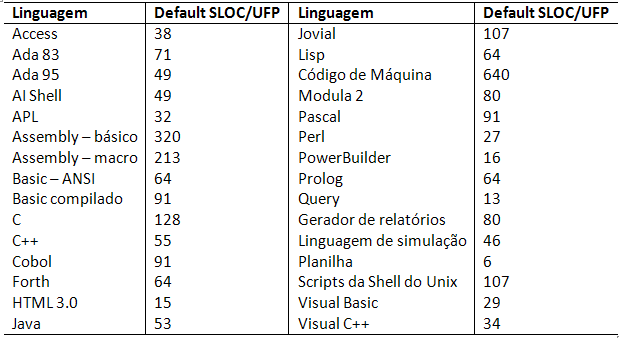 Linguagem Default SLOC/UFP Linguagem Default SLOC/UFP
Access 38 Jovial 107
Ada 83 71 Lisp 64
Ada 95 49 Código de Máquina 640
AI Shell 49 Modula 2 80
APL 32 Pascal 91
Assembly – básico 320 Perl 27
Assembly – macro 213 PowerBuilder 16
Basic – ANSI 64 Prolog 64
Basic compilado 91 Query 13
C 128 Gerador de relatórios 80
C++ 55 Linguagem de simulação 46
Cobol 91 Planilha 6
Forth 64 Scripts da Shell do Unix 107
HTML 3.0 15 Visual Basic 29
Java 53 Visual C++ 34